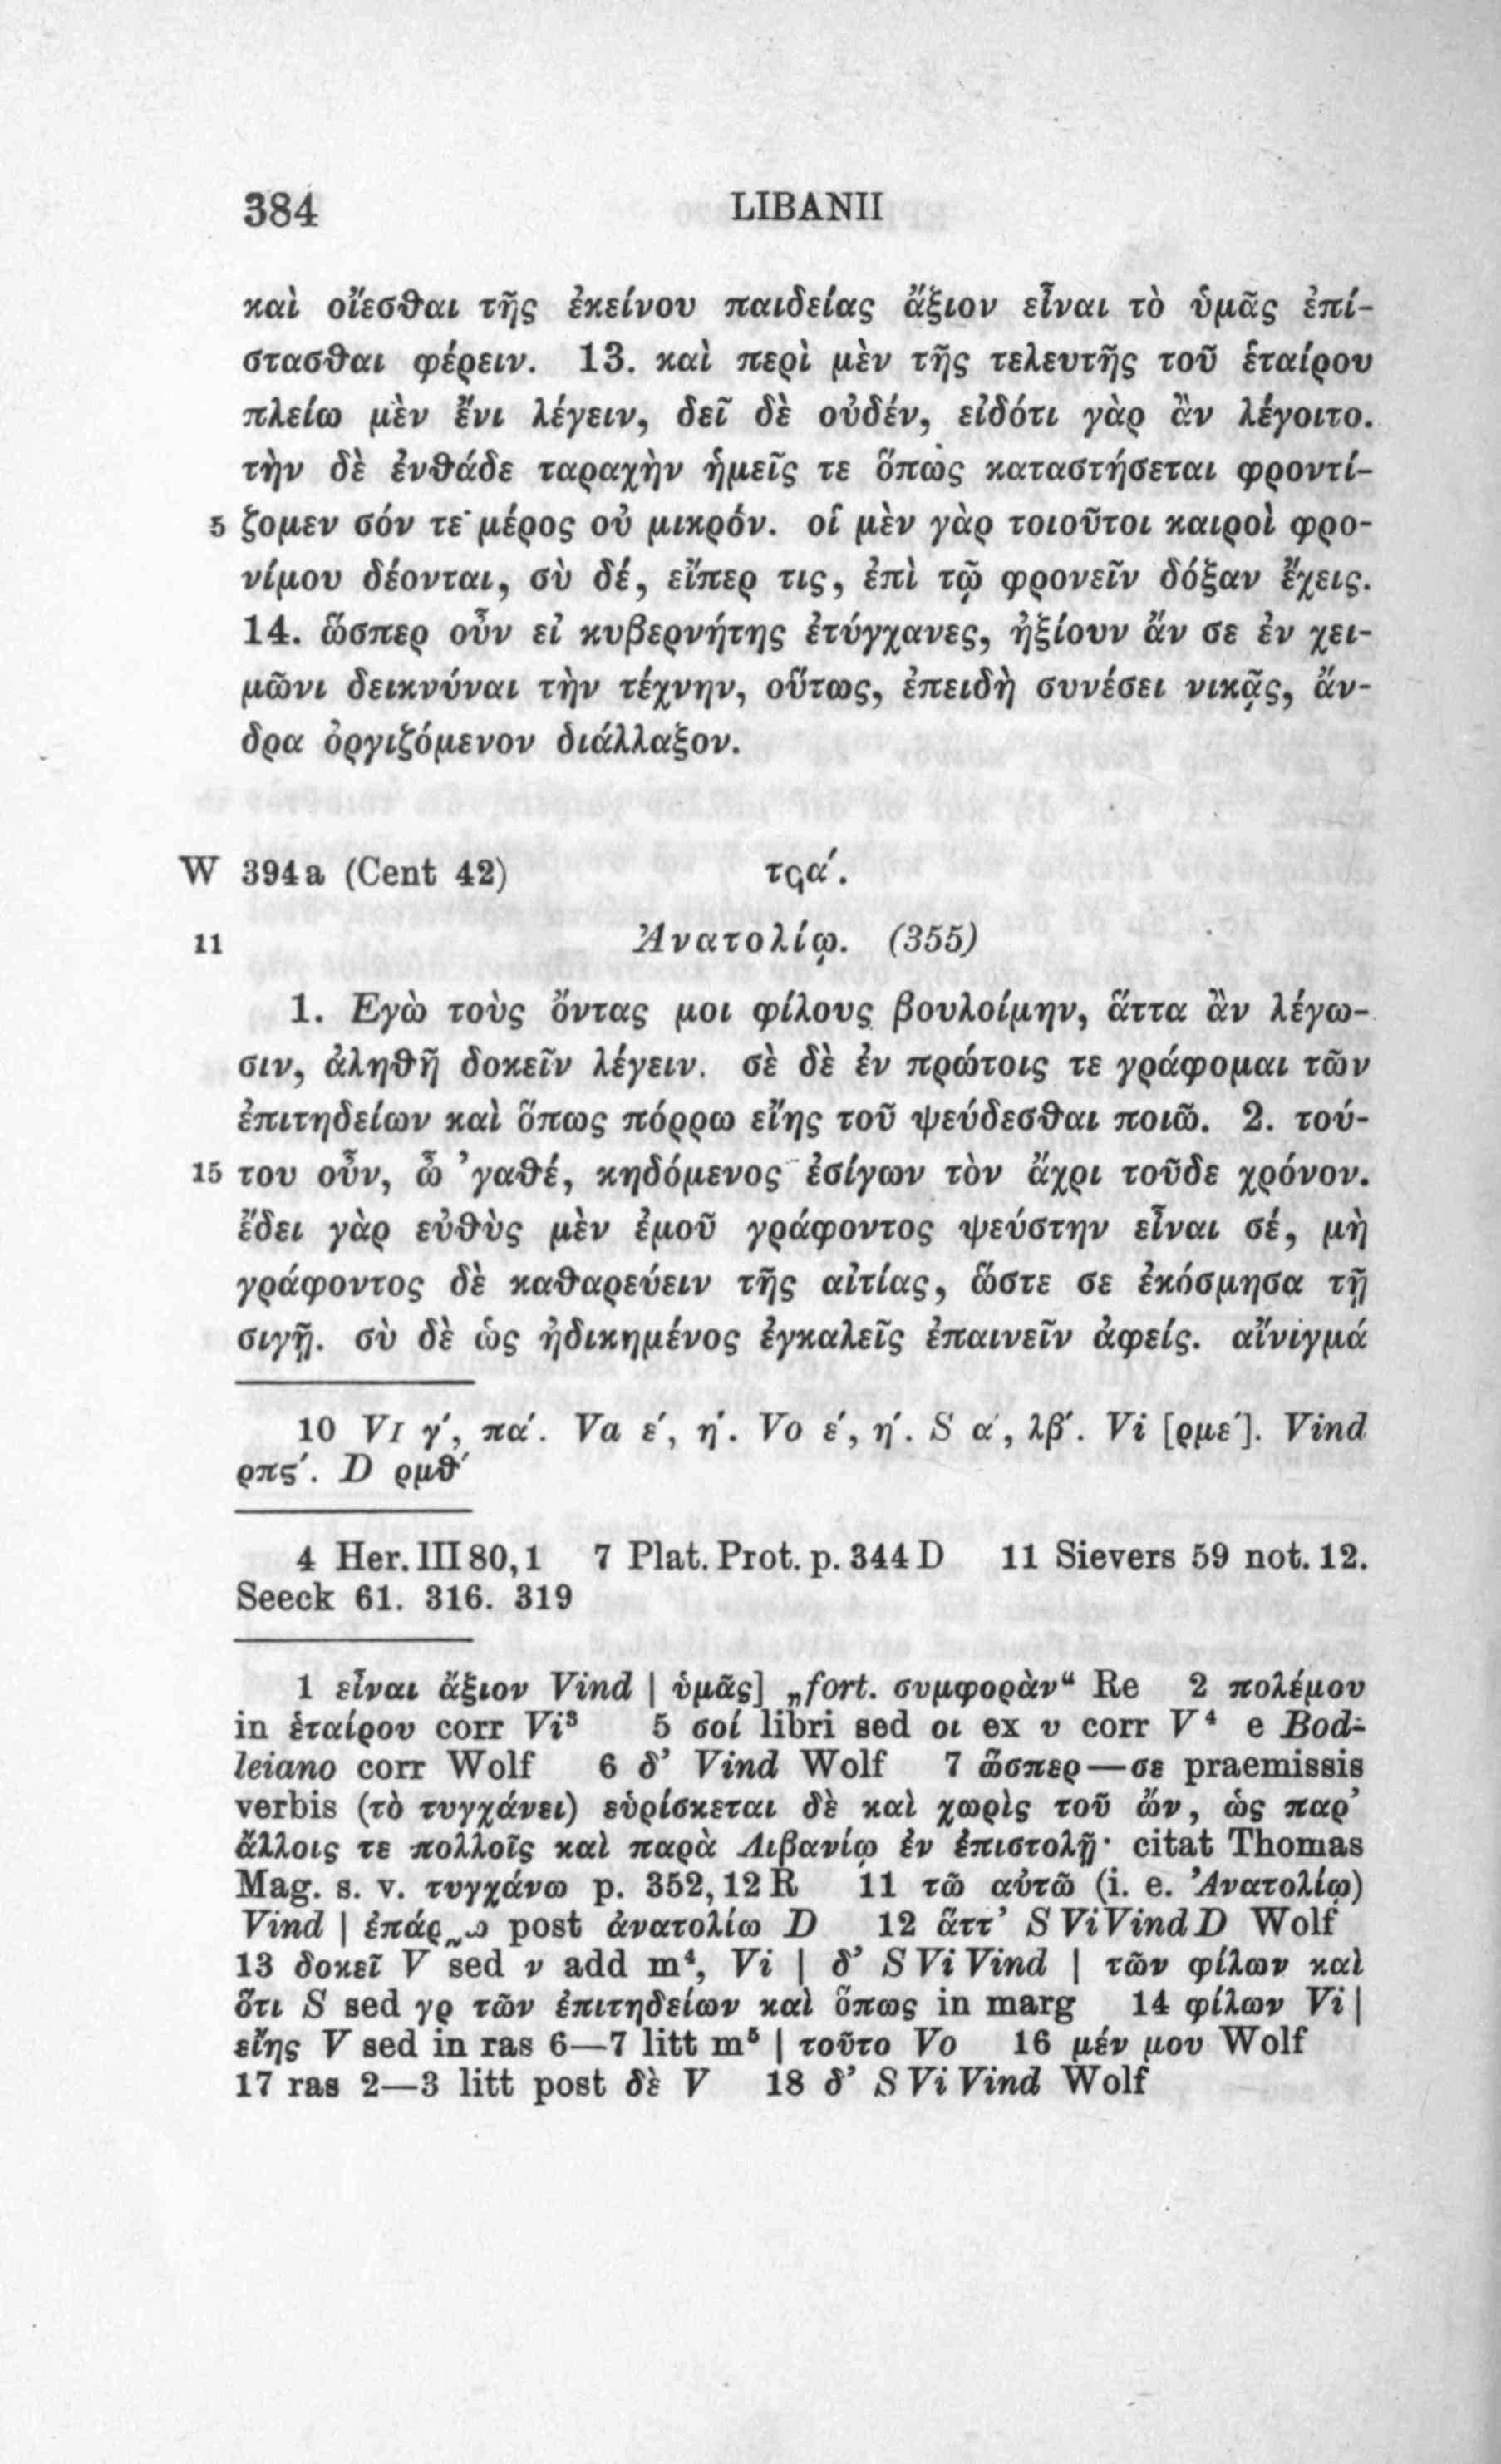 384 LIBANII
καὶ οἴεσθαι τῆς ἐκείνου παιδείας ἄξιον εἶναι τὸ ὑμᾶς ἐπί-
στασθαι φέρειν. 13. καὶ περὶ μὲν τῆς τελευτῆς τοῦ ἑταίρου
πλείω μὲν ἔνι λέγειν, δεῖ δὲ οὐδέν, εἰδότι γὰρ ἂν λέγοιτο.
τὴν δὲ ἐνθάδε ταραχὴν ἡμεῖς τε ὅπως καταστήσεται φροντί-
5 ζομεν σόν τε μέρος οὐ μικρόν. οἱ μὲν γὰρ τοιοῦτοι καιροὶ φρο-
νίμου δέονται, σὺ δέ, εἴπερ τις, ἐπὶ τῷ φρονεῖν δόξαν ἔχεις.
14. ὥσπερ οὖν εἰ κυβερνήτης ἐτύγχανες, ἠξίουν ἄν σε ἐν χει-
μῶνι δεικνύναι τὴν τέχνην, οὕτως, ἐπειδὴ συνέσει νικᾷς, ἄν-
δρα ὀργιζόμενον διάλλαξον.
W 394a (Cent 42) τϟα΄.
11 Ἀνατολίῳ. (355)
1. Εγὼ τοὺς ὄντας μοι φίλους βουλοίμην, ἅττα ἂν λέγω-
σιν, ἀληθῆ δοκεῖν λέγειν. σὲ δὲ ἐν πρώτοις τε γράφομαι τῶν
ἐπιτηδείων καὶ ὅπως πόρρω εἴης τοῦ ψεύδεσθαι ποιῶ. 2. τού-
15 του οὖν, ὦ ’γαθέ, κηδόμενος ἐσίγων τὸν ἄχρι τοῦδε χρόνον.
ἔδει γὰρ εὐθὺς μὲν ἐμοῦ γράφοντος ψεύστην εἶναι σέ, μὴ
γράφοντος δὲ καθαρεύειν τῆς αἰτίας, ὥστε σε ἐκόσμησα τῇ
σιγῇ. σὺ δὲ ὡς ἠδικημένος ἐγκαλεῖς ἐπαινεῖν ἀφείς. αἴνιγμά
10 VI γ΄, πα΄. Va ε΄, η΄. Vo ε΄, η΄. S α΄, λβ΄. Vi [ρμε΄]. Vind
ρπϛ΄. D ρμθ΄
4 Her. III 80,1 7 Plat. Prot. p. 344 D 11 Sievers 59 not. 12.
Seeck 61. 316. 319
1 εἶναι ἄξιον Vind | ὑμᾶς] „fort. συμφορὰν“ Re 2 πολέμου
in ἑταίρου corr Vi³ 5 σοί libri sed οι ex υ corr V⁴ e Bod-
leiano corr Wolf 6 δ’ Vind Wolf 7 ὥσπερ—σε praemissis
verbis (τὸ τυγχάνει) εὑρίσκεται δὲ καὶ χωρὶς τοῦ ὤν, ὡς παρ’
ἄλλοις τε πολλοῖς καὶ παρὰ Λιβανίῳ ἐν ἐπιστολῇ· citat Thomas
Mag. s. v. τυγχάνω p. 352,12 R 11 τῶ αὐτῶ (i. e. Ἀνατολίῳ)
Vind | post ἀνατολίω D 12 ἅττ’ S Vi Vind D Wolf
13 δοκεῖ V sed ν add m⁴, Vi | δ’ S Vi Vind | τῶν φίλων καὶ
ὅτι S sed γρ τῶν ἐπιτηδείων καὶ ὅπως in marg 14 φίλων Vi |
εἴης V sed in ras 6—7 litt m⁵ | τοῦτο Vo 16 μέν μου Wolf
17 ras 2—3 litt post δὲ V 18 δ’ S Vi Vind Wolf